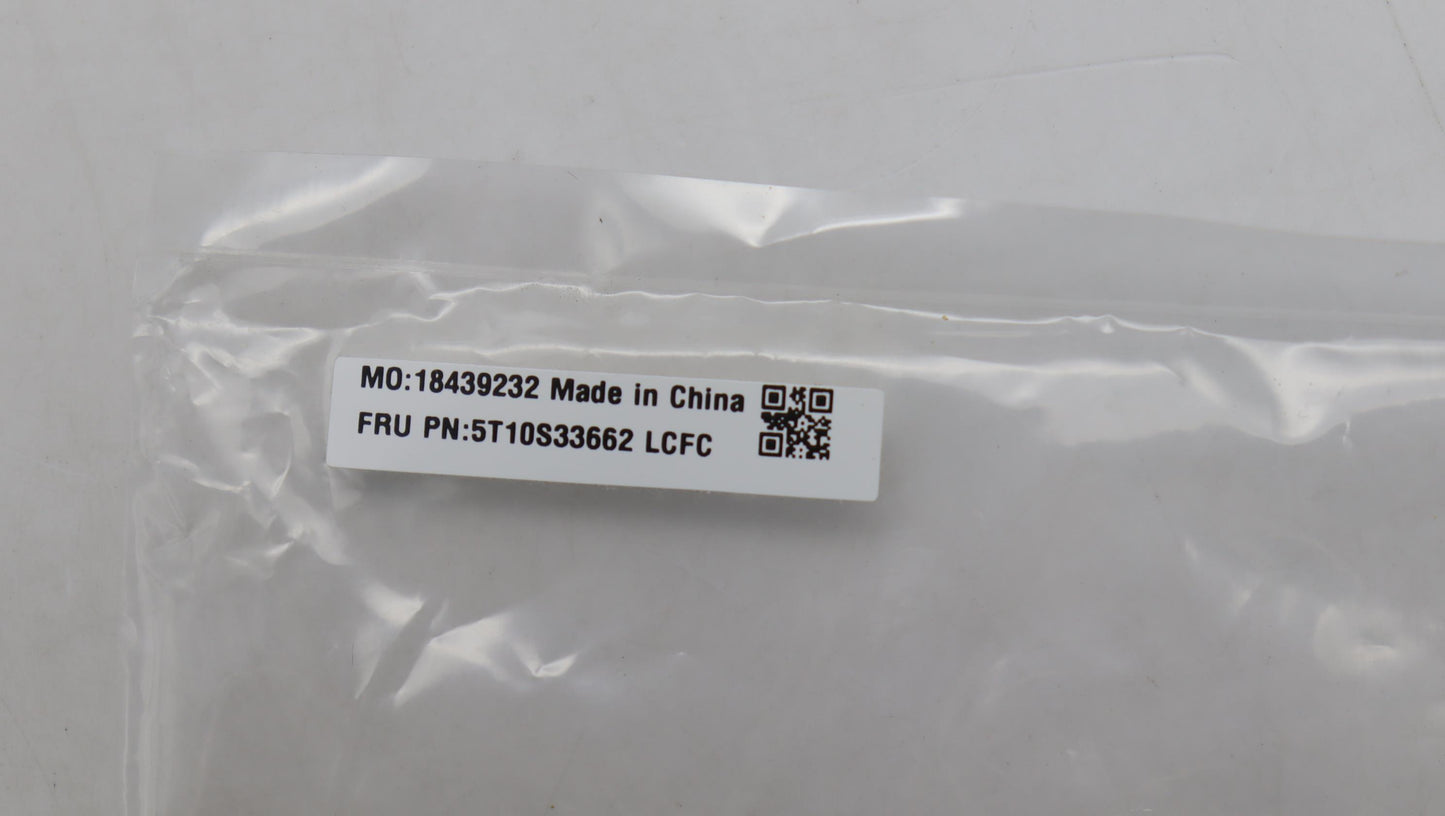 MO:18439232 Made in China
FRU PN:5T10S33662 LCFC